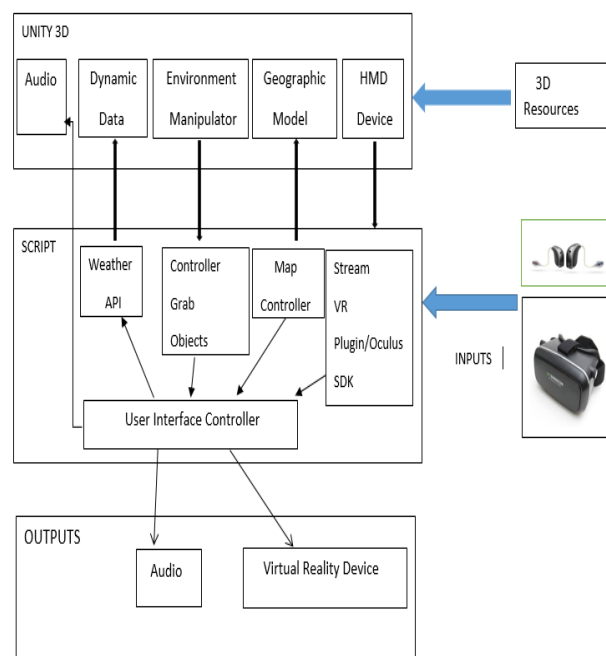 UNITY 3D
Audio
Dynamic
Data
Environment
Manipulator
Geographic
Model
HMD
Device
3D
Resources
SCRIPT
Weather
API
Controller
Grab
Objects
Map
Controller
Stream
VR
Plugin/Oculus
SDK
INPUTS
User Interface Controller
OUTPUTS
Audio
Virtual Reality Device